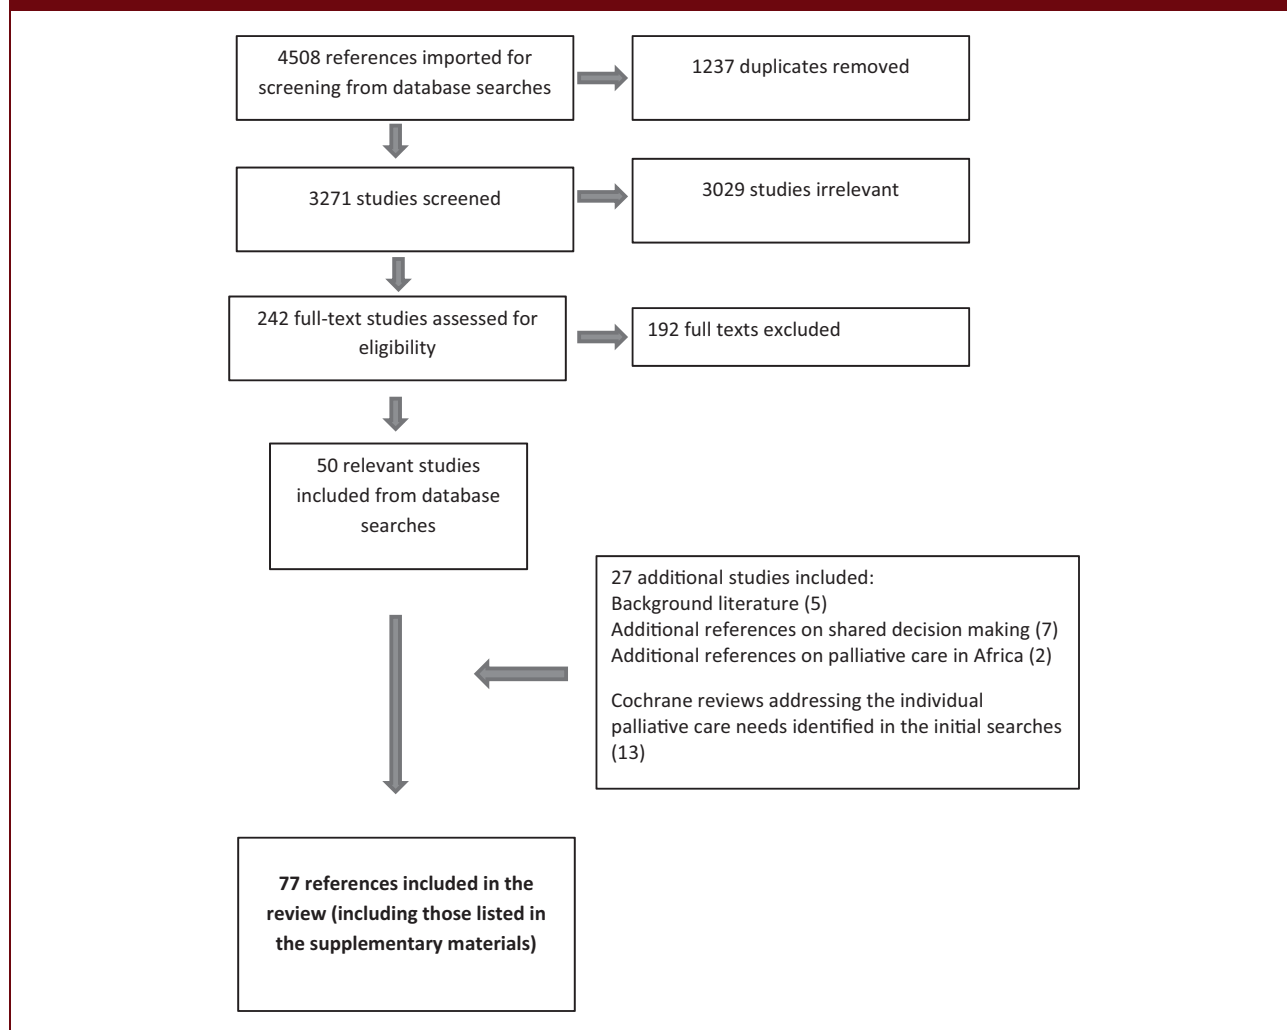 4508 references imported for
screening from database searches
1237 duplicates removed
3271 studies screened
3029 studies irrelevant
242 full-text studies assessed for
eligibility
192 full texts excluded
50 relevant studies
included from database
searches
27 additional studies included:
Background literature (5)
Additional references on shared decision making (7)
Additional references on palliative care in Africa (2)
Cochrane reviews addressing the individual
palliative care needs identified in the initial searches
(13)
77 references included in the
review (including those listed in
the supplementary materials)